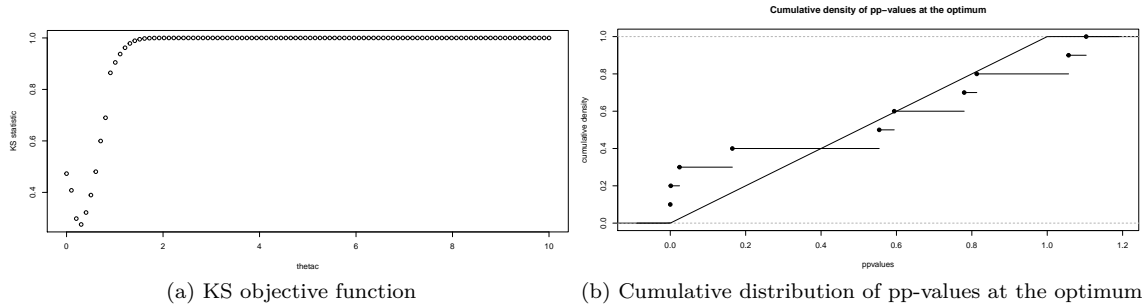 Cumulative density of pp−values at the optimum
KS statistic
1.0
0.8
0.6
0.4
0 2 4 6 8 10
thetac
cumulative density
1.0
0.8
0.6
0.4
0.2
0.0
0.0 0.2 0.4 0.6 0.8 1.0 1.2
ppvalues
(a) KS objective function
(b) Cumulative distribution of pp-values at the optimum